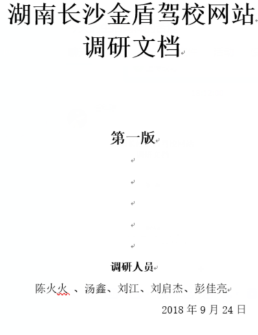 湖南长沙金盾驾校网站
调研文档
第一版
调研人员
陈火火 、汤鑫、刘江、刘启杰、彭佳亮
2018 年 9 月 24 日